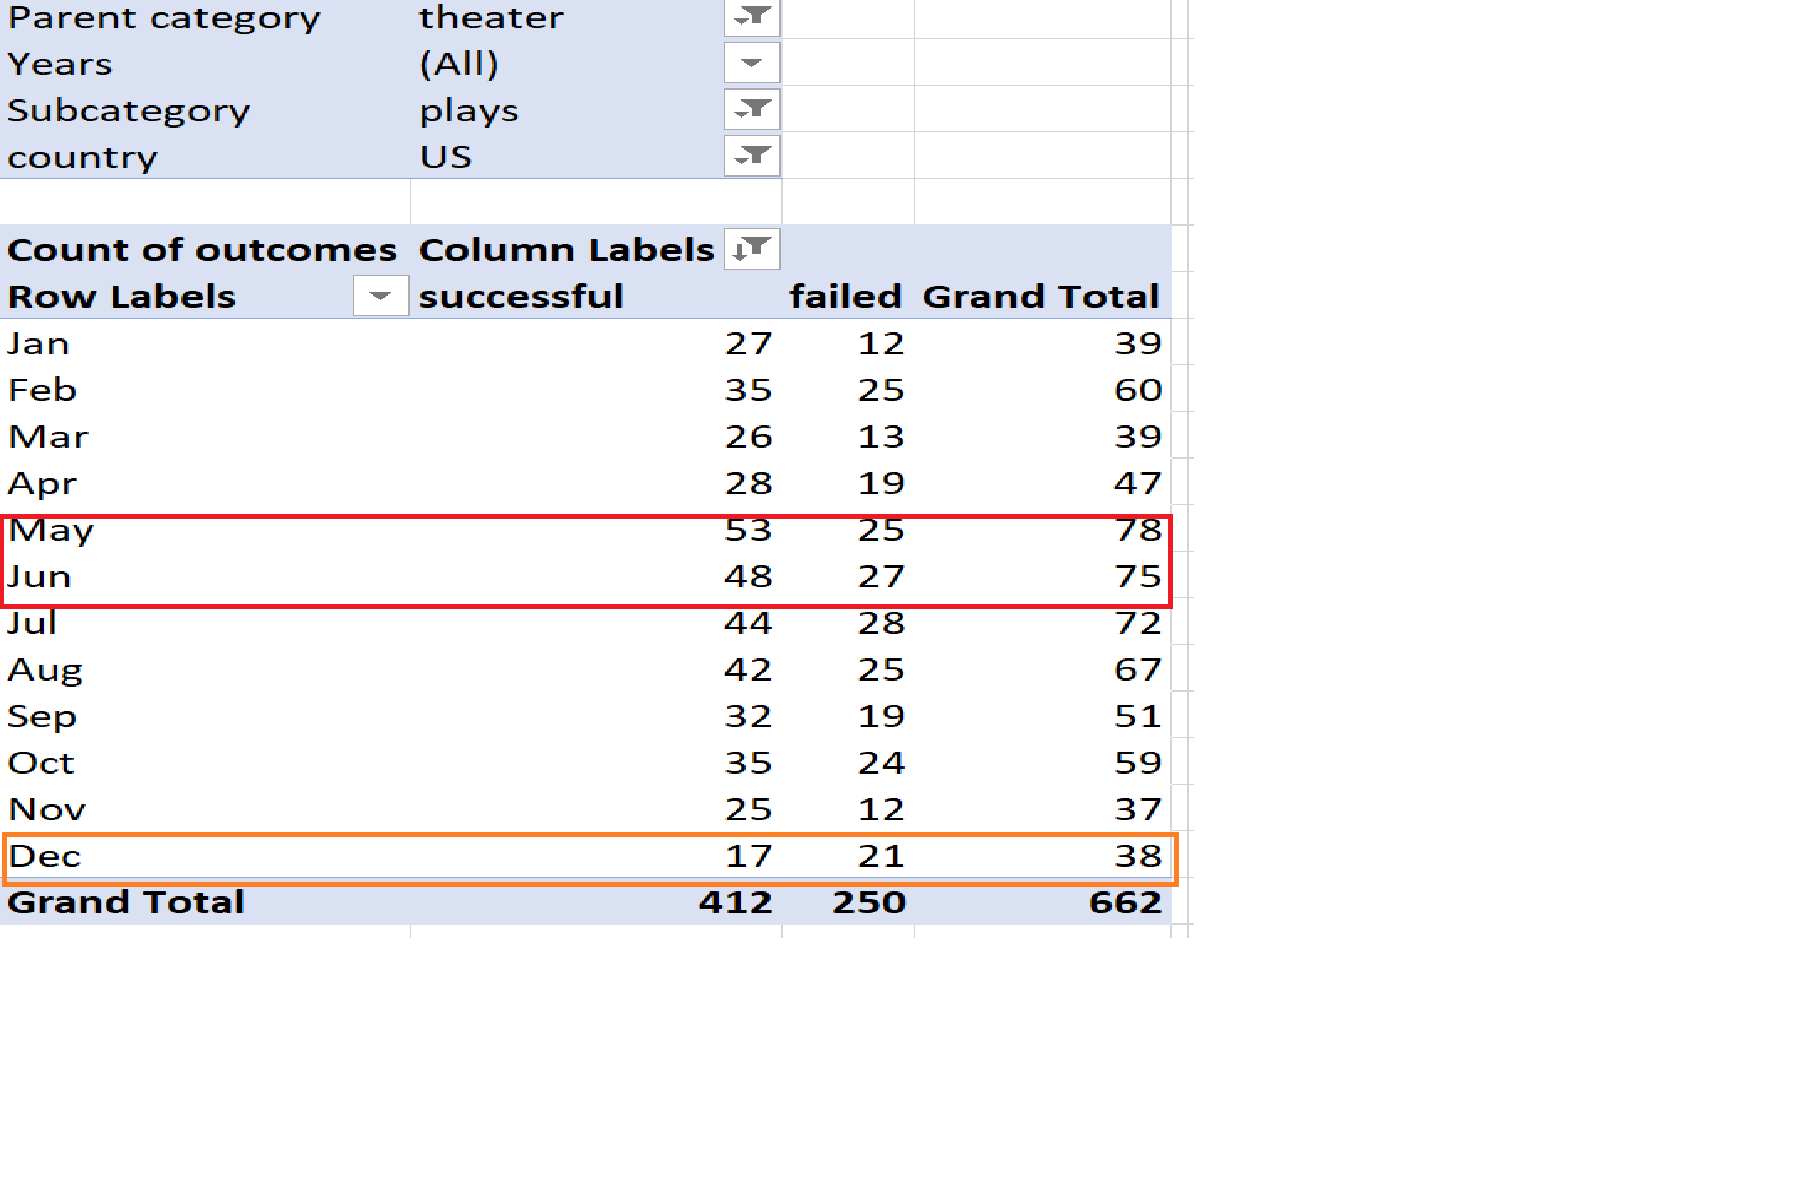 Parent category theater
Years (All)
Subcategory plays
country US
Count of outcomes Column Labels
Row Labels successful failed Grand Total
Jan 27 12 39
Feb 35 25 60
Mar 26 13 39
Apr 28 19 47
May 53 25 78
Jun 48 27 75
Jul 44 28 72
Aug 42 25 67
Sep 32 19 51
Oct 35 24 59
Nov 25 12 37
Dec 17 21 38
Grand Total 412 250 662